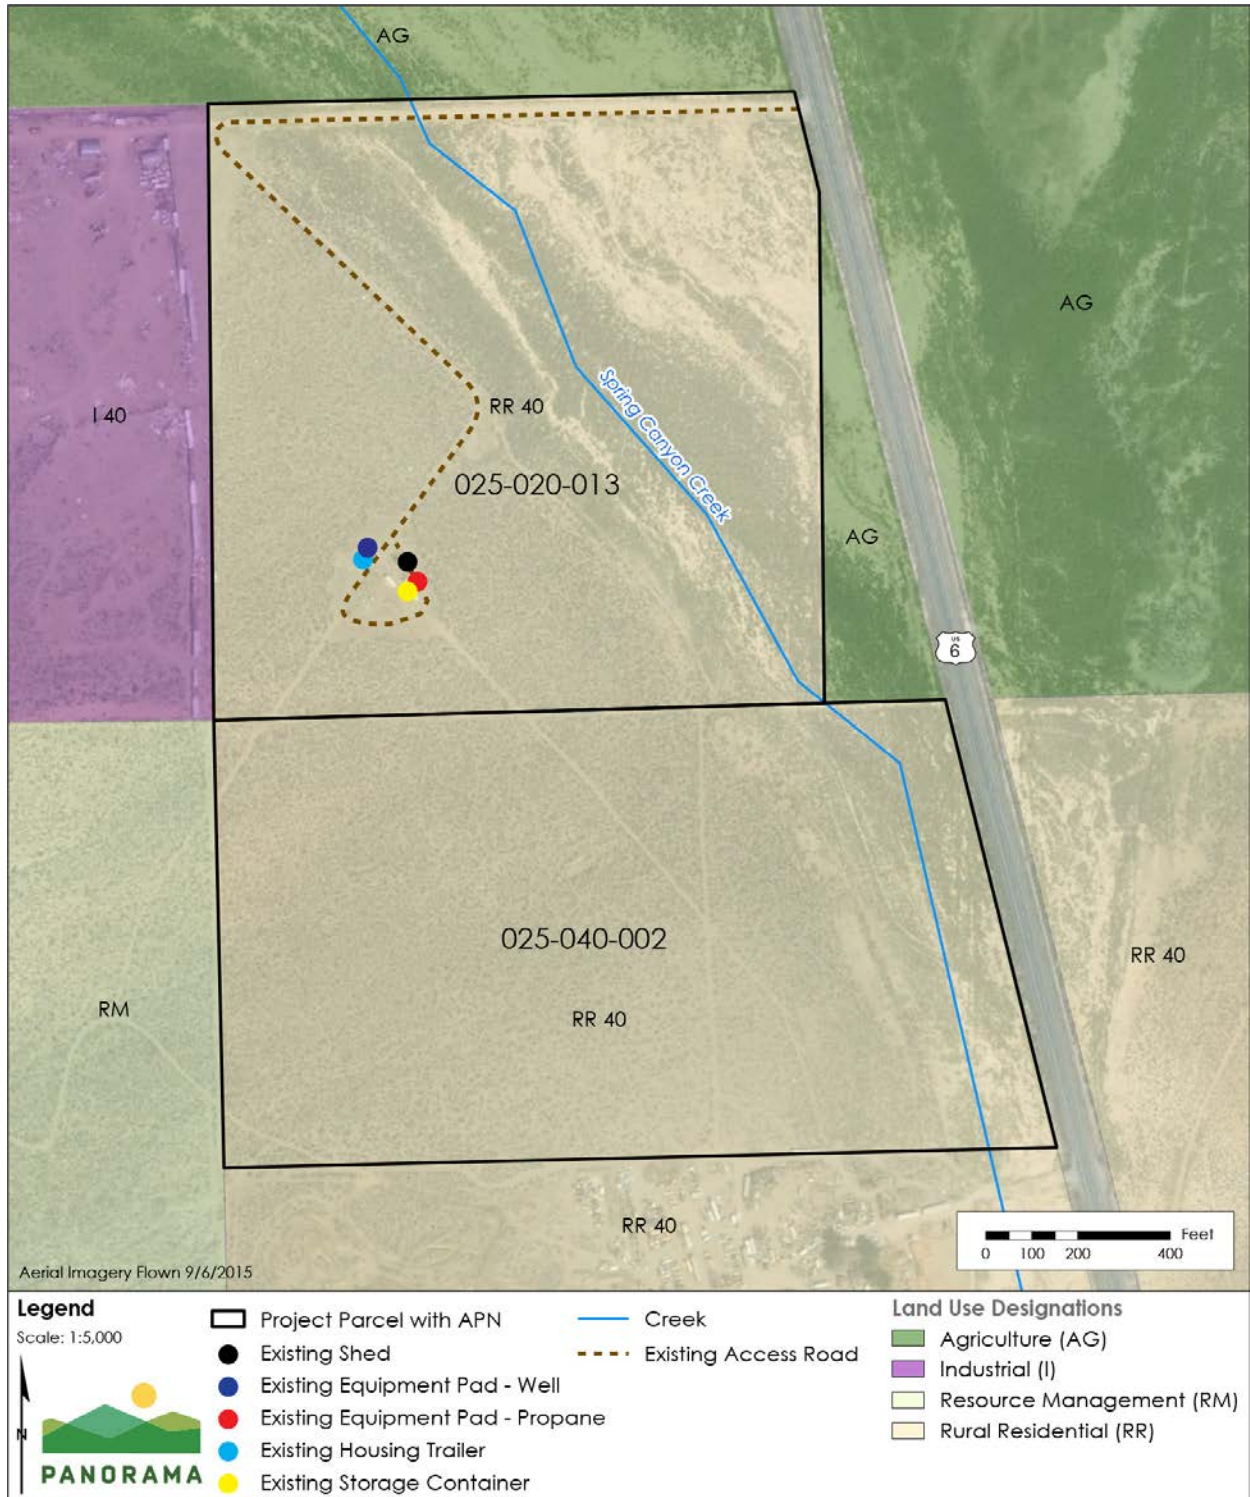 AG
AG
I 40
RR 40
Spring Canyon Creek
025-020-013
AG
US
6
025-040-002
RR 40
RM
RR 40
RR 40
Feet
0 100 200 400
Aerial Imagery Flown 9/6/2015
Legend
Scale: 1:5,000
N
PANORAMA
Project Parcel with APN
Existing Shed
Existing Equipment Pad - Well
Existing Equipment Pad - Propane
Existing Housing Trailer
Existing Storage Container
Creek
Existing Access Road
Land Use Designations
Agriculture (AG)
Industrial (I)
Resource Management (RM)
Rural Residential (RR)